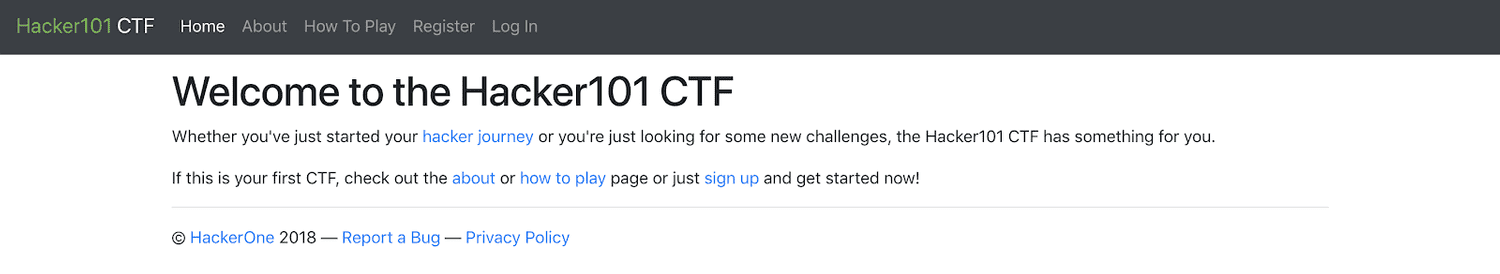 Hacker101 CTF Home About How To Play Register Log In
Welcome to the Hacker101 CTF
Whether you've just started your hacker journey or you're just looking for some new challenges, the Hacker101 CTF has something for you.
If this is your first CTF, check out the about or how to play page or just sign up and get started now!
© HackerOne 2018 — Report a Bug — Privacy Policy